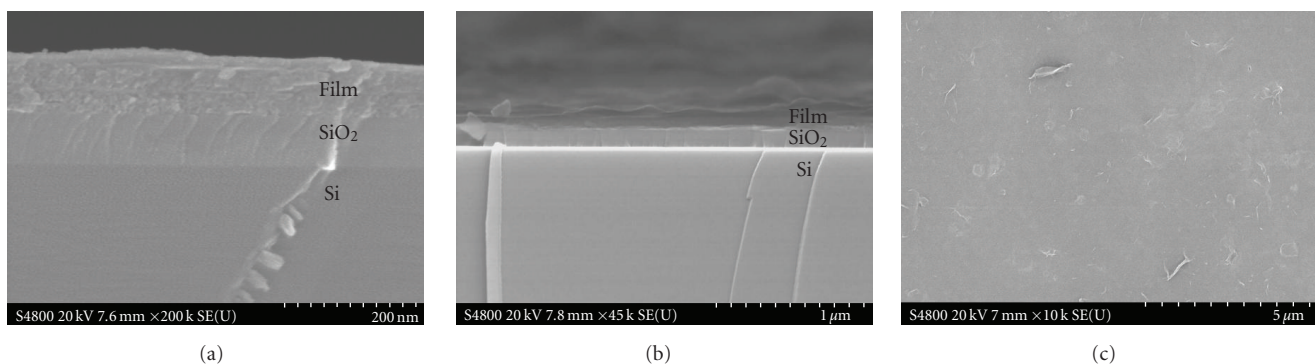 Film
SiO2
Si
S4800 20 kV 7.6 mm ×200 k SE(U) 200 nm
(a)
Film
SiO2
Si
S4800 20 kV 7.8 mm ×45 k SE(U) 1 μm
(b)
S4800 20 kV 7 mm ×10 k SE(U) 5 μm
(c)